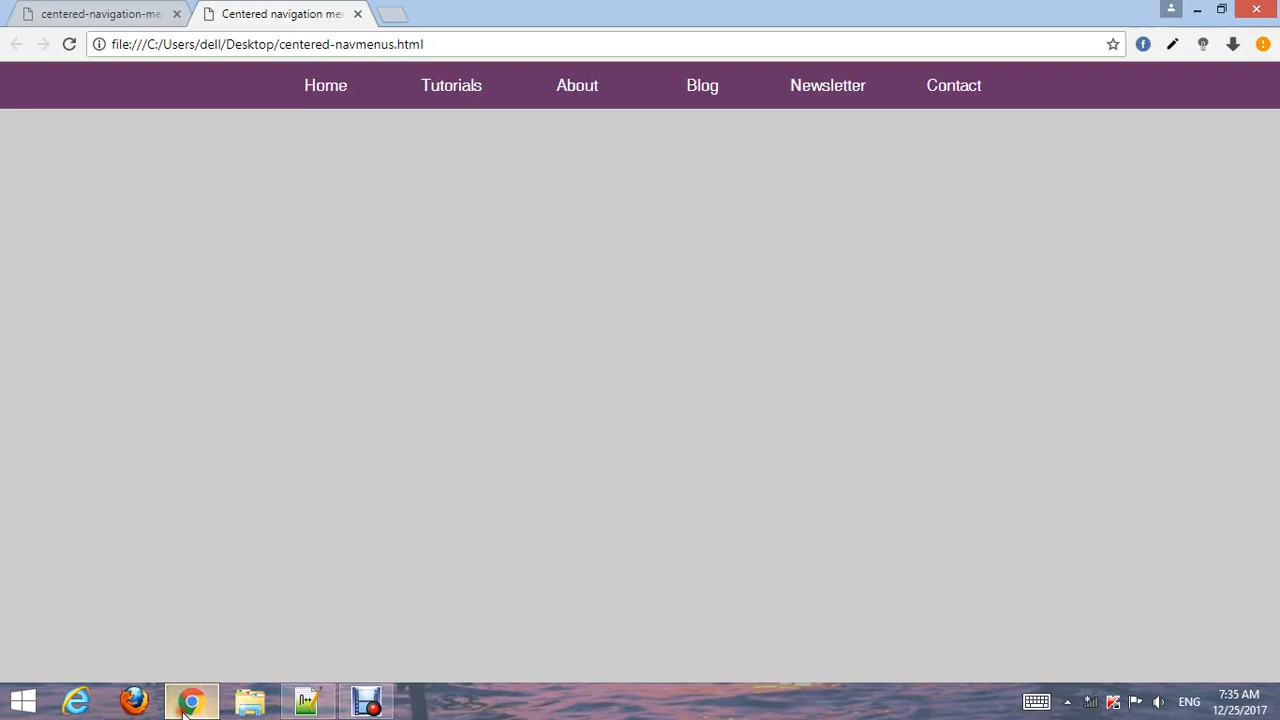 centered-navigation-me
Centered navigation mer
file:///C:/Users/dell/Desktop/centered-navmenus.html
Home Tutorials About Blog Newsletter Contact
ENG
7:35 AM
12/25/2017